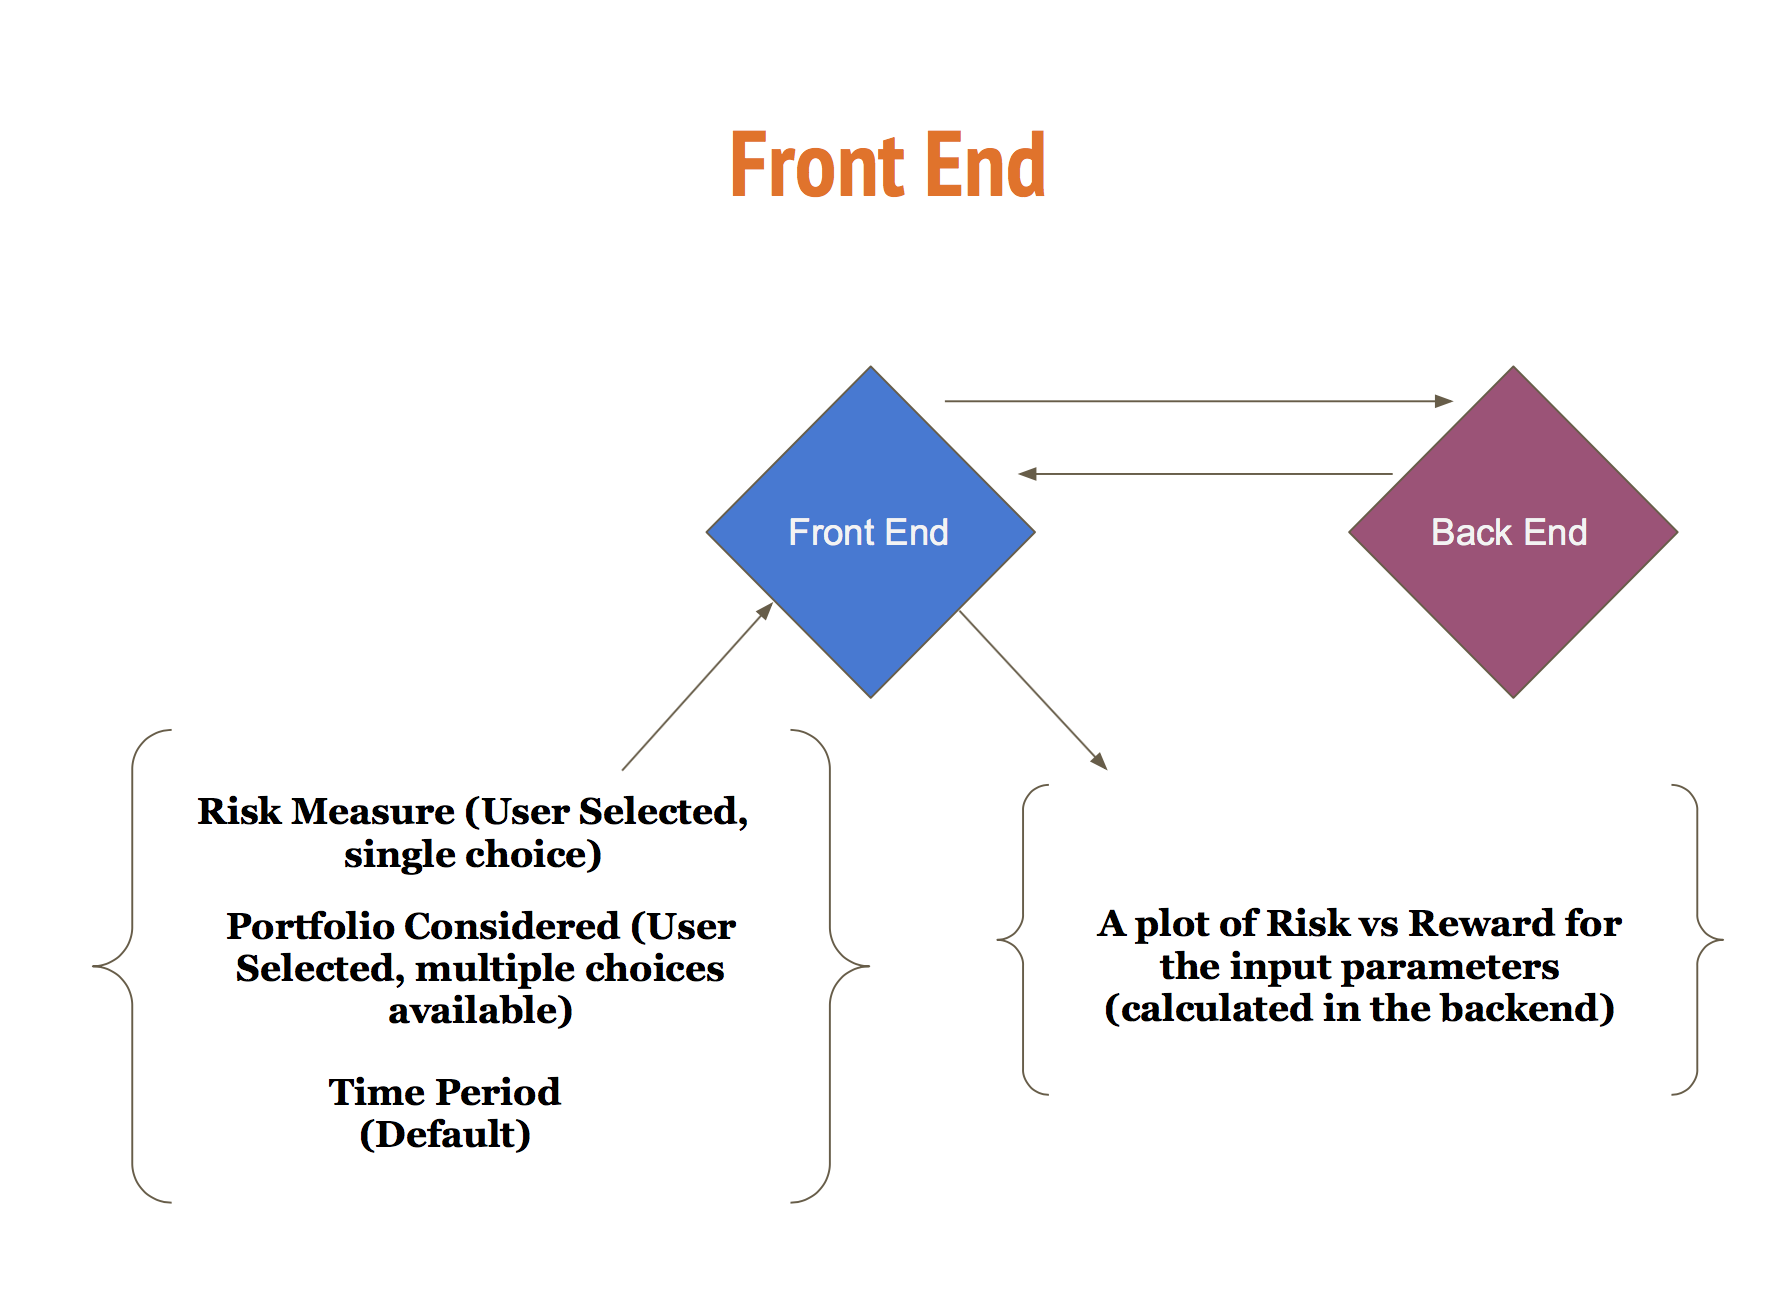 Front End
Front End
Back End
Risk Measure (User Selected,
single choice)
Portfolio Considered (User
Selected, multiple choices
available)
Time Period
(Default)
A plot of Risk vs Reward for
the input parameters
(calculated in the backend)